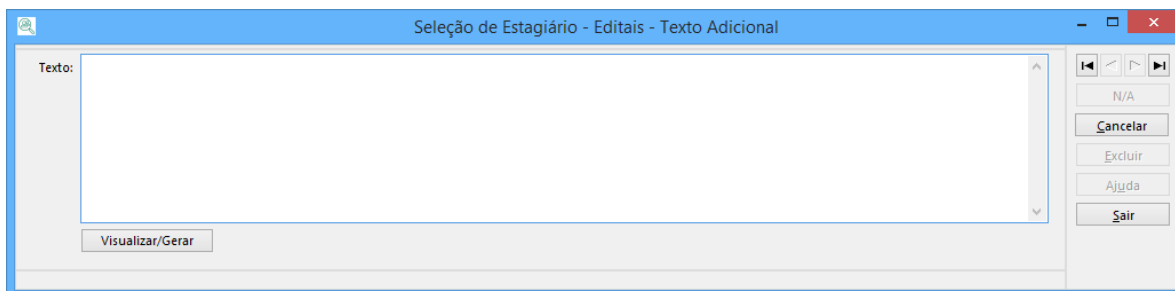 Seleção de Estagiário - Editais - Texto Adicional
Texto:
N/A
Cancelar
Excluir
Ajuda
Sair
Visualizar/Gerar